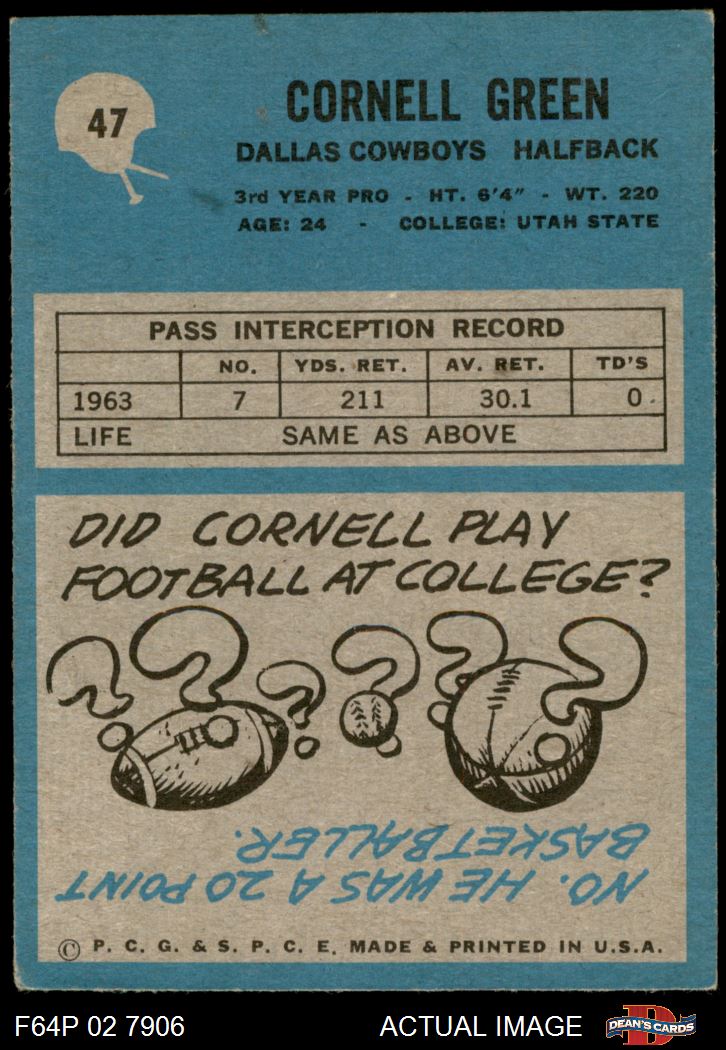 47
CORNELL GREEN
DALLAS COWBOYS HALFBACK
3rd YEAR PRO - HT. 6'4" - WT. 220
AGE: 24 - COLLEGE: UTAH STATE
PASS INTERCEPTION RECORD
NO. YDS. RET. AV. RET. TD'S
1963 7 211 30.1 0
LIFE SAME AS ABOVE
DID CORNELL PLAY
FOOTBALL AT COLLEGE?
NO. HE WAS A 20 POINT
BASKETBALLER.
© P. C. G. & S. P. C. E. MADE & PRINTED IN U.S.A.
F64P 02 7906 ACTUAL IMAGE
D
DEAN'S CARDS